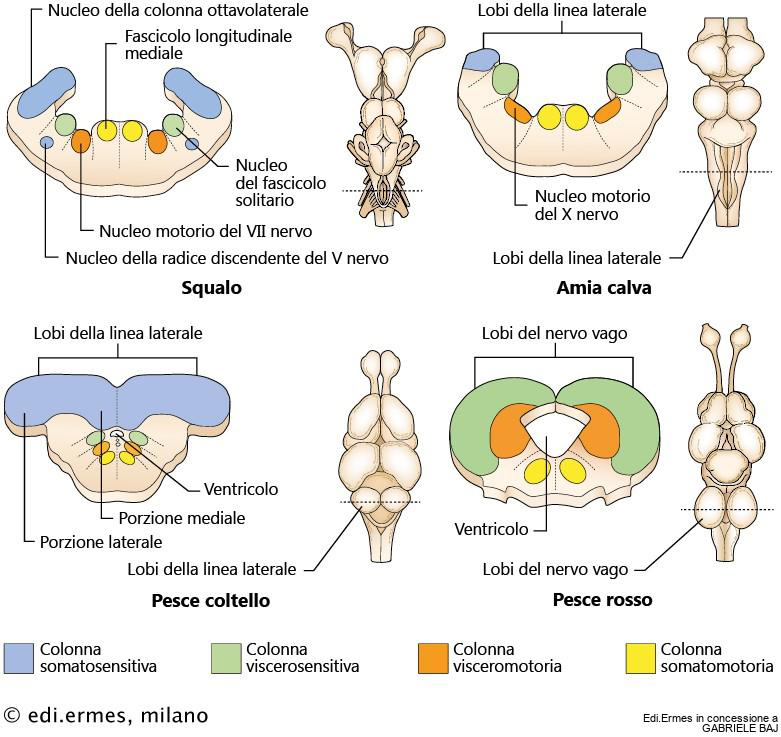 Nucleo della colonna ottavolaterale
Fascicolo longitudinale
mediale
Nucleo
del fascicolo
solitario
Nucleo motorio del VII nervo
Nucleo della radice discendente del V nervo
Squalo
Lobi della linea laterale
Nucleo motorio
del X nervo
Lobi della linea laterale
Amia calva
Lobi della linea laterale
Ventricolo
Porzione mediale
Porzione laterale
Lobi della linea laterale
Pesce coltello
Lobi del nervo vago
Ventricolo
Lobi del nervo vago
Pesce rosso
Colonna
somatosensitiva
Colonna
viscerosensitiva
Colonna
visceromotoria
Colonna
somatomotoria
© edi.ermes, milano
Edi.Ermes in concessione a
GABRIELE BAJ